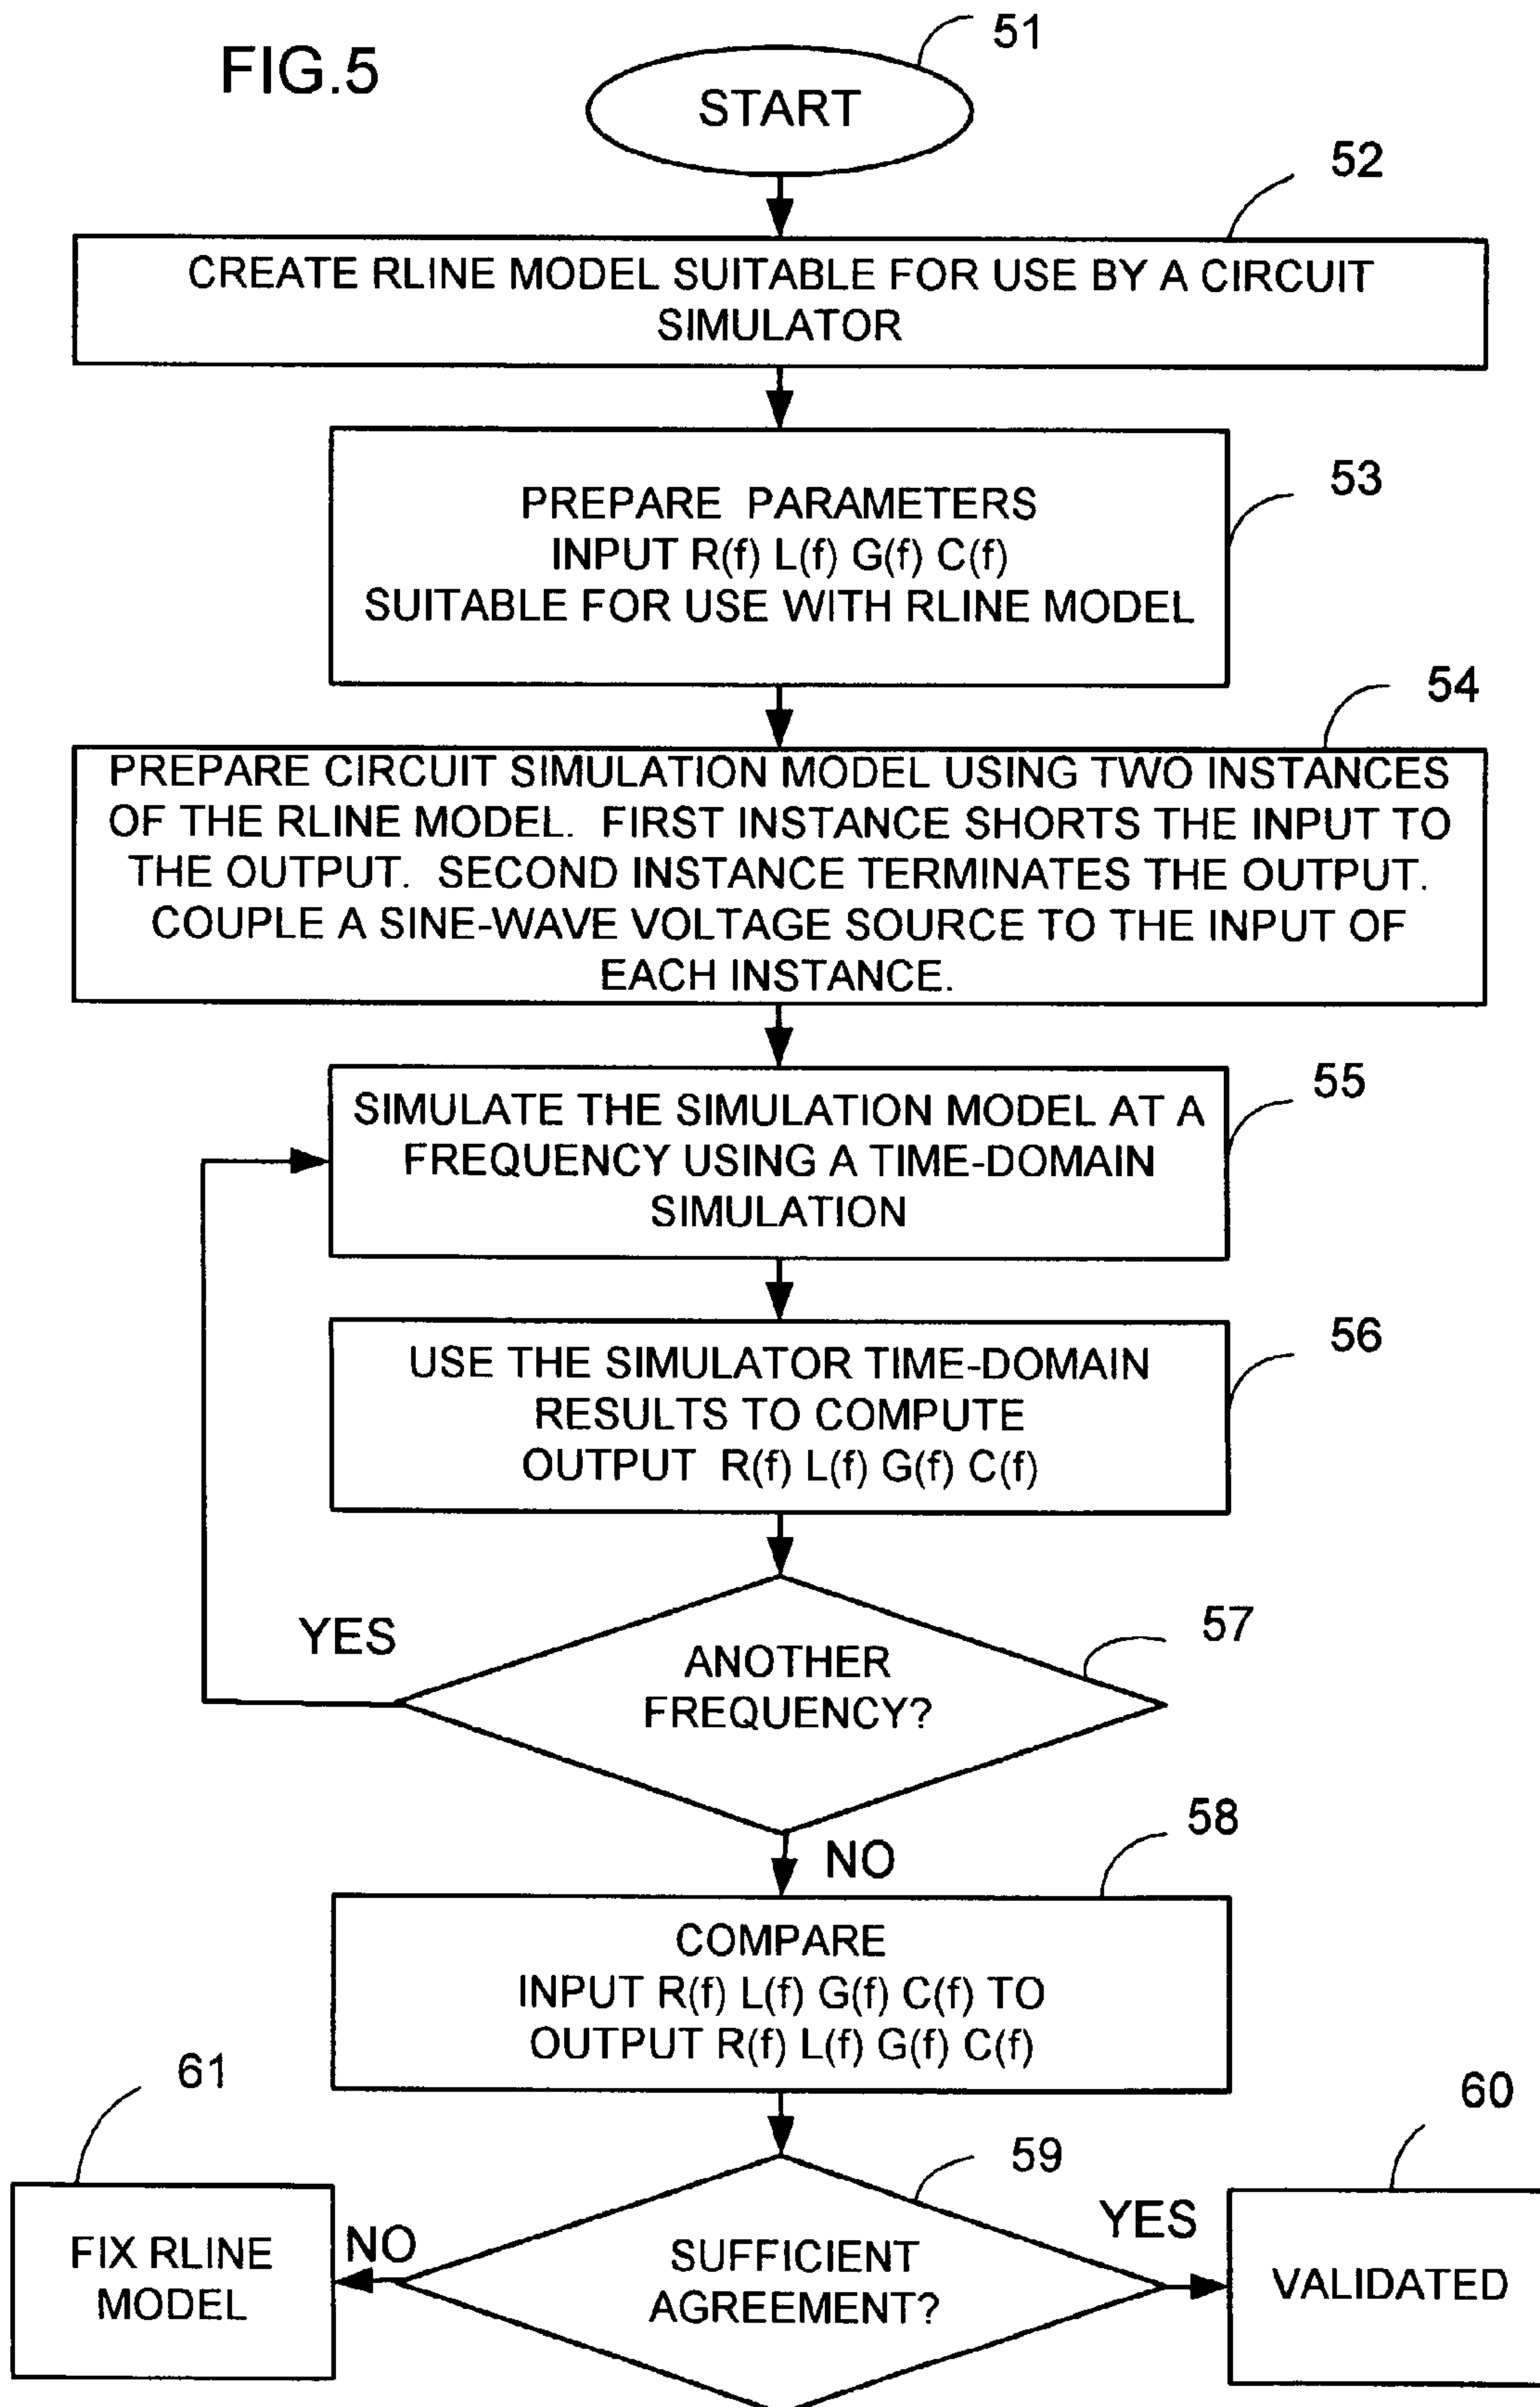 FIG.5
51
START
52
CREATE RLINE MODEL SUITABLE FOR USE BY A CIRCUIT
SIMULATOR
53
PREPARE PARAMETERS
INPUT R(f) L(f) G(f) C(f)
SUITABLE FOR USE WITH RLINE MODEL
54
PREPARE CIRCUIT SIMULATION MODEL USING TWO INSTANCES
OF THE RLINE MODEL. FIRST INSTANCE SHORTS THE INPUT TO
THE OUTPUT. SECOND INSTANCE TERMINATES THE OUTPUT.
COUPLE A SINE-WAVE VOLTAGE SOURCE TO THE INPUT OF
EACH INSTANCE.
55
SIMULATE THE SIMULATION MODEL AT A
FREQUENCY USING A TIME-DOMAIN
SIMULATION
56
USE THE SIMULATOR TIME-DOMAIN
RESULTS TO COMPUTE
OUTPUT R(f) L(f) G(f) C(f)
57
YES
ANOTHER
FREQUENCY?
58
NO
COMPARE
INPUT R(f) L(f) G(f) C(f) TO
OUTPUT R(f) L(f) G(f) C(f)
61
60
59
FIX RLINE
MODEL
NO
SUFFICIENT
AGREEMENT?
YES
VALIDATED